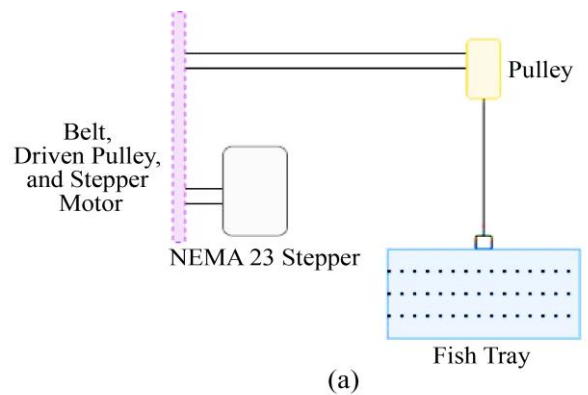 Pulley
Belt,
Driven Pulley,
and Stepper
Motor
NEMA 23 Stepper
Fish Tray
(a)